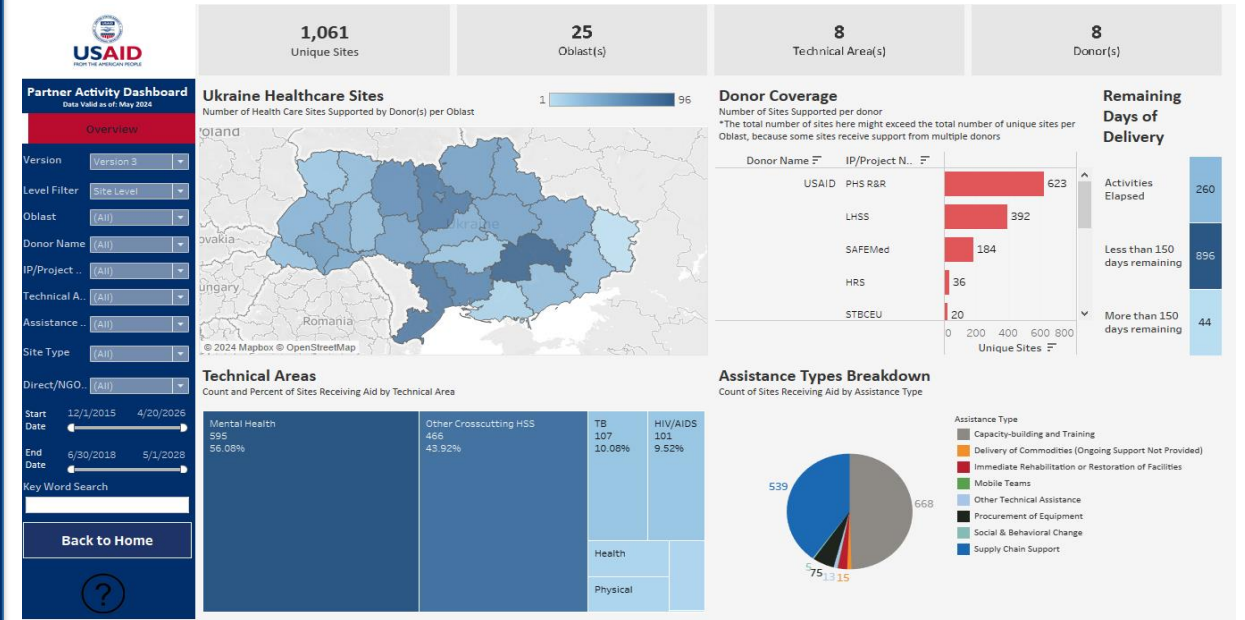 USAID
FROM THE AMERICAN PEOPLE
1,061
Unique Sites
25
Oblast(s)
8
Technical Area(s)
8
Donor(s)
Partner Activity Dashboard
Data Valid as of: May 2024
Overview
Version
Version 3
Level Filter
Site Level
Oblast
(All)
Donor Name
(All)
IP/Project ..
(All)
Technical A..
(All)
Assistance ..
(All)
Site Type
(All)
Direct/NGO..
(All)
Start Date
12/1/2015
4/20/2026
End Date
6/30/2018
5/1/2028
Key Word Search
Back to Home
?
Ukraine Healthcare Sites
Number of Health Care Sites Supported by Donor(s) per Oblast
1
96
oland
Ukraine
ovakia
ungary
Romania
© 2024 Mapbox © OpenStreetMap
Donor Coverage
Number of Sites Supported per donor
*The total number of sites here might exceed the total number of unique sites per
Oblast, because some sites receive support from multiple donors
Donor Name
IP/Project N..
USAID
PHS R&R
623
LHSS
392
SAFEMed
184
HRS
36
STBCEU
20
0 200 400 600 800
Unique Sites
Remaining
Days of
Delivery
Activities
Elapsed
260
Less than 150
days remaining
896
More than 150
days remaining
44
Technical Areas
Count and Percent of Sites Receiving Aid by Technical Area
Mental Health
595
56.08%
Other Crosscutting HSS
466
43.92%
TB
107
10.08%
HIV/AIDS
101
9.52%
Health
Physical
Assistance Types Breakdown
Count of Sites Receiving Aid by Assistance Type
539
668
5
75
13
15
Assistance Type
Capacity-building and Training
Delivery of Commodities (Ongoing Support Not Provided)
Immediate Rehabilitation or Restoration of Facilities
Mobile Teams
Other Technical Assistance
Procurement of Equipment
Social & Behavioral Change
Supply Chain Support